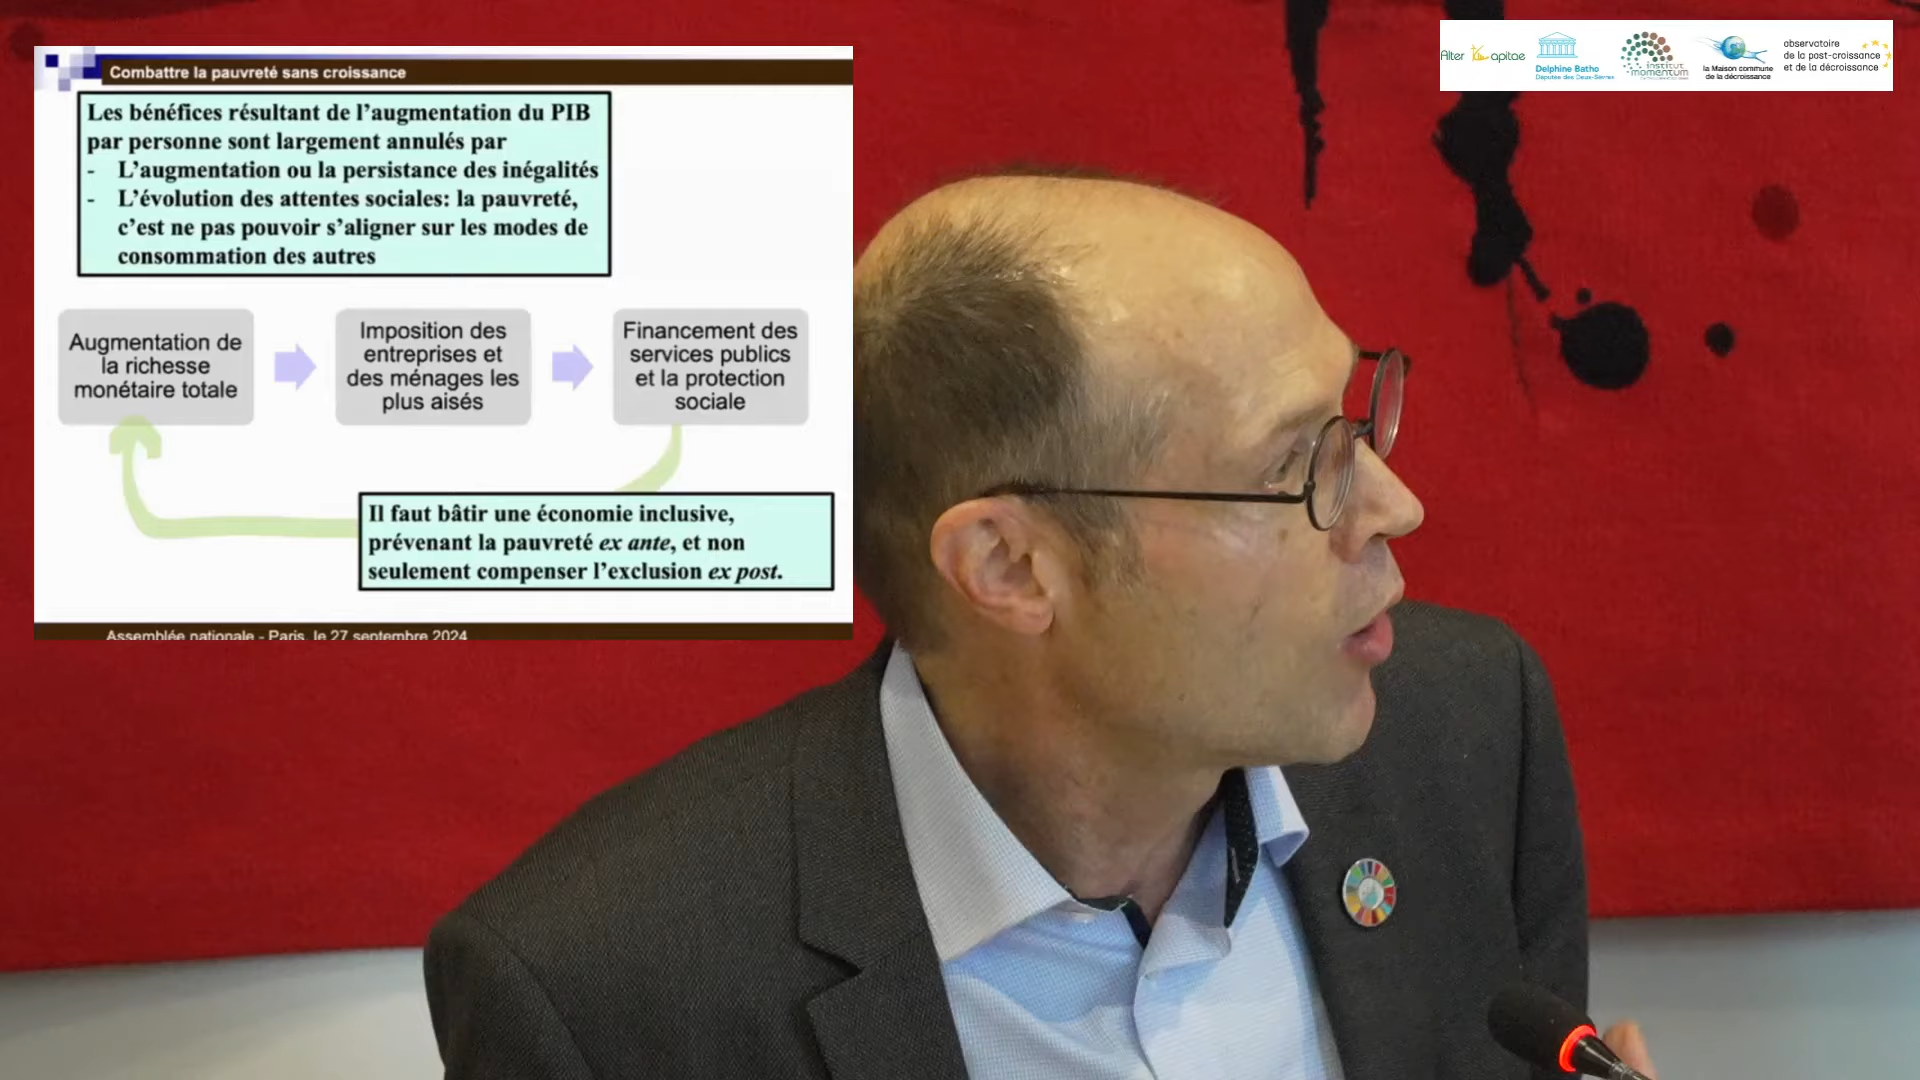 Combattre la pauvreté sans croissance
Les bénéfices résultant de l'augmentation du PIB
par personne sont largement annulés par
- L'augmentation ou la persistance des inégalités
- L'évolution des attentes sociales: la pauvreté,
c'est ne pas pouvoir s'aligner sur les modes de
consommation des autres
Augmentation de
la richesse
monétaire totale
Imposition des
entreprises et
des ménages les
plus aisés
Financement des
services publics
et la protection
sociale
Il faut bâtir une économie inclusive,
prévenant la pauvreté ex ante, et non
seulement compenser l'exclusion ex post.
Assemblée nationale - Paris, le 27 septembre 2024
Alter Kapitae
Delphine Batho
Députée des Deux-Sèvres
institut
momentum
la Maison commune
de la décroissance
observatoire
de la post-croissance
et de la décroissance